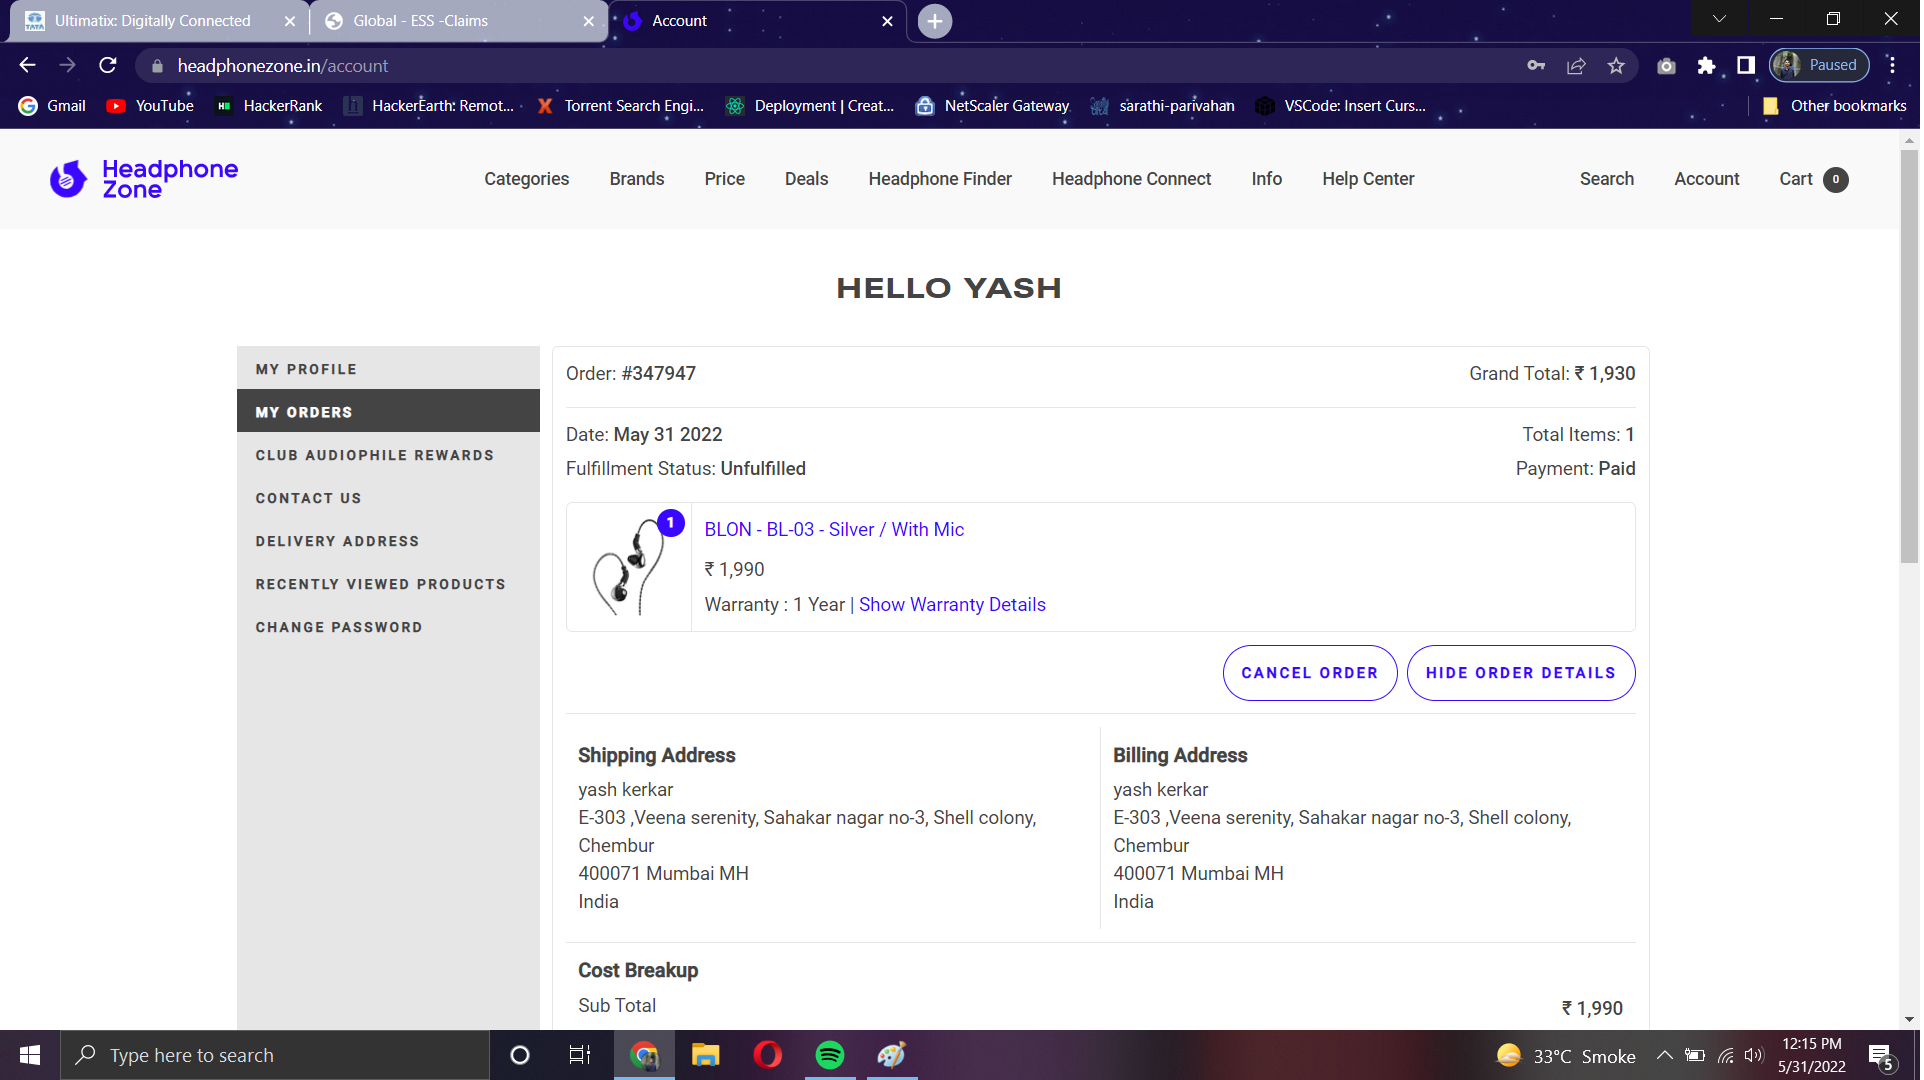 Ultimatix: Digitally Connected
Global - ESS -Claims
Account
headphonezone.in/account
Paused
Gmail
YouTube
HackerRank
HackerEarth: Remot...
Torrent Search Engi...
Deployment | Creat...
NetScaler Gateway
sarathi-parivahan
VSCode: Insert Curs...
Other bookmarks
Headphone
Zone
Categories
Brands
Price
Deals
Headphone Finder
Headphone Connect
Info
Help Center
Search
Account
Cart 0
HELLO YASH
MY PROFILE
MY ORDERS
CLUB AUDIOPHILE REWARDS
CONTACT US
DELIVERY ADDRESS
RECENTLY VIEWED PRODUCTS
CHANGE PASSWORD
Order: #347947
Grand Total: ₹ 1,930
Date: May 31 2022
Total Items: 1
Fulfillment Status: Unfulfilled
Payment: Paid
1
BLON - BL-03 - Silver / With Mic
₹ 1,990
Warranty : 1 Year | Show Warranty Details
CANCEL ORDER
HIDE ORDER DETAILS
Shipping Address
yash kerkar
E-303 ,Veena serenity, Sahakar nagar no-3, Shell colony,
Chembur
400071 Mumbai MH
India
Billing Address
yash kerkar
E-303 ,Veena serenity, Sahakar nagar no-3, Shell colony,
Chembur
400071 Mumbai MH
India
Cost Breakup
Sub Total
₹ 1,990
Type here to search
33°C Smoke
12:15 PM
5/31/2022
5